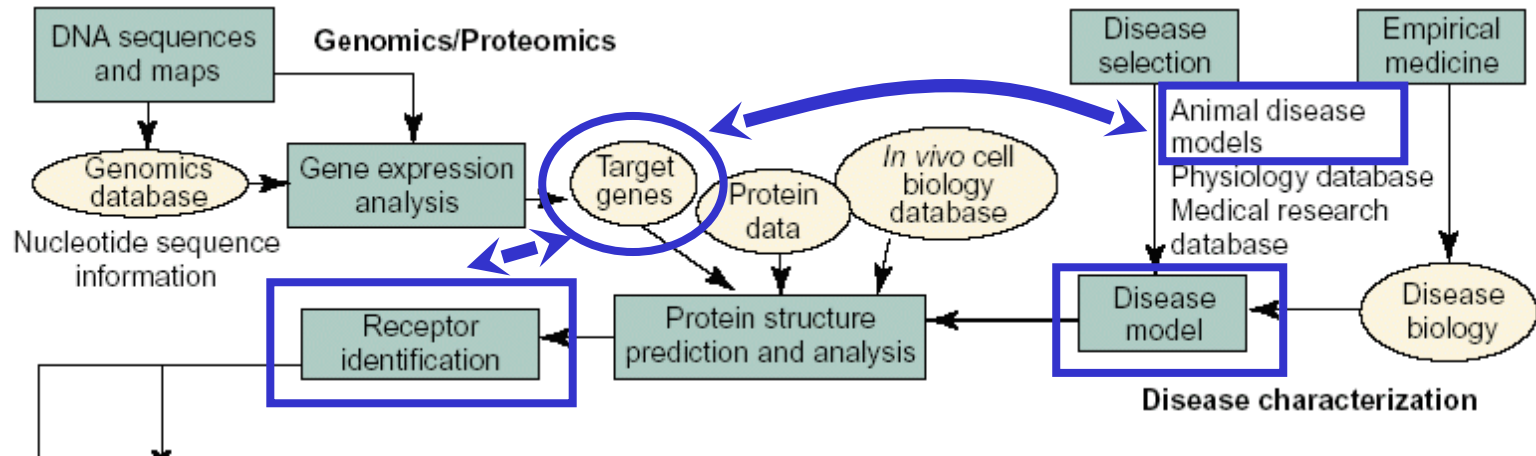 DNA sequences
and maps
Genomics/Proteomics
Disease
selection
Empirical
medicine
Animal disease
models
Physiology database
Medical research
database
Genomics
database
Nucleotide sequence
information
Gene expression
analysis
Target
genes
Protein
data
In vivo cell
biology
database
Receptor
identification
Protein structure
prediction and analysis
Disease
model
Disease
biology
Disease characterization